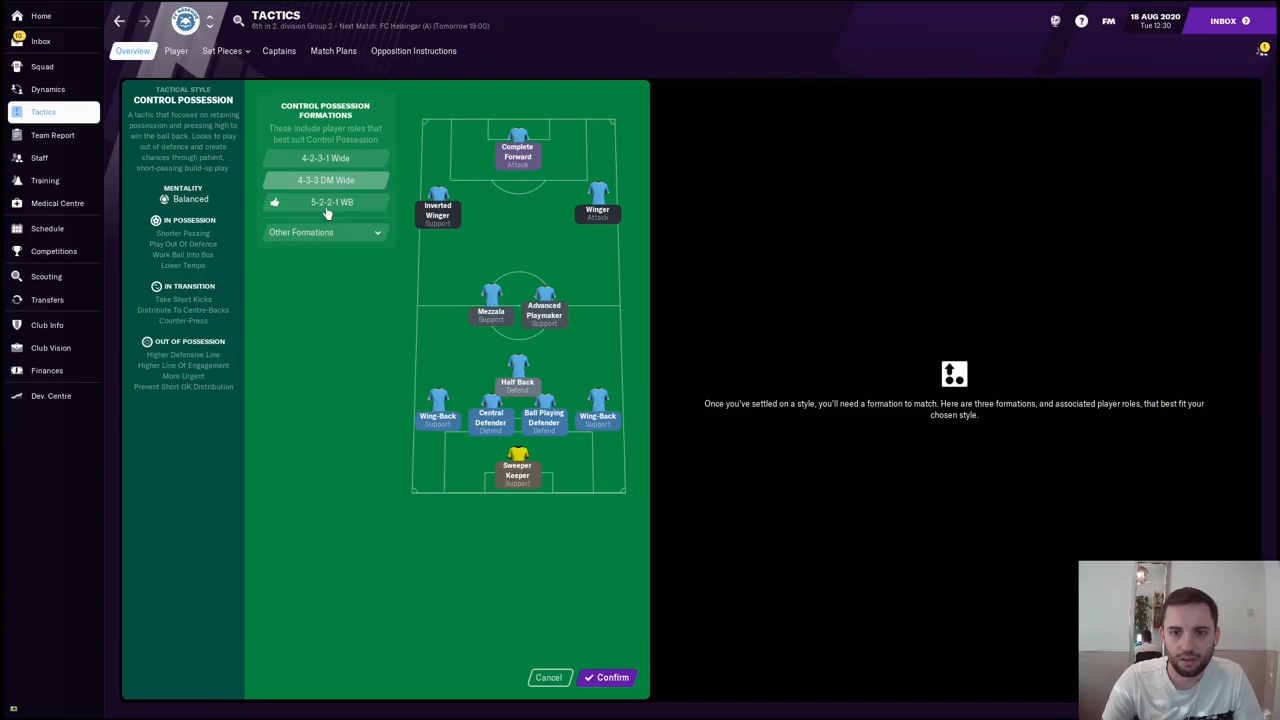 Home
10
Inbox
Squad
Dynamics
Tactics
Team Report
Staff
Training
Medical Centre
Schedule
Competitions
Scouting
Transfers
Club Info
Club Vision
Finances
Dev. Centre
TACTICS
6th in 2. division Group 2 - Next Match: FC Helsingør (A) (Tomorrow 19:00)
FM
18 AUG 2020
Tue 12:30
INBOX
Overview
Player
Set Pieces
Captains
Match Plans
Opposition Instructions
1
TACTICAL STYLE
CONTROL POSSESSION
A tactic that focuses on retaining
possession and pressing high to
win the ball back. Looks to play
out of defence and create
chances through patient,
short-passing build-up play.
MENTALITY
Balanced
IN POSSESSION
Shorter Passing
Play Out Of Defence
Work Ball Into Box
Lower Tempo
IN TRANSITION
Take Short Kicks
Distribute To Centre-Backs
Counter-Press
OUT OF POSSESSION
Higher Defensive Line
Higher Line Of Engagement
More Urgent
Prevent Short GK Distribution
CONTROL POSSESSION
FORMATIONS
These include player roles that
best suit Control Possession
4-2-3-1 Wide
4-3-3 DM Wide
5-2-2-1 WB
Other Formations
Complete
Forward
Attack
Inverted
Winger
Support
Winger
Attack
Mezzala
Support
Advanced
Playmaker
Support
Half Back
Defend
Wing-Back
Support
Central
Defender
Defend
Ball Playing
Defender
Defend
Wing-Back
Support
Sweeper
Keeper
Support
Cancel
Confirm
Once you've settled on a style, you'll need a formation to match. Here are three formations, and associated player roles, that best fit your
chosen style.